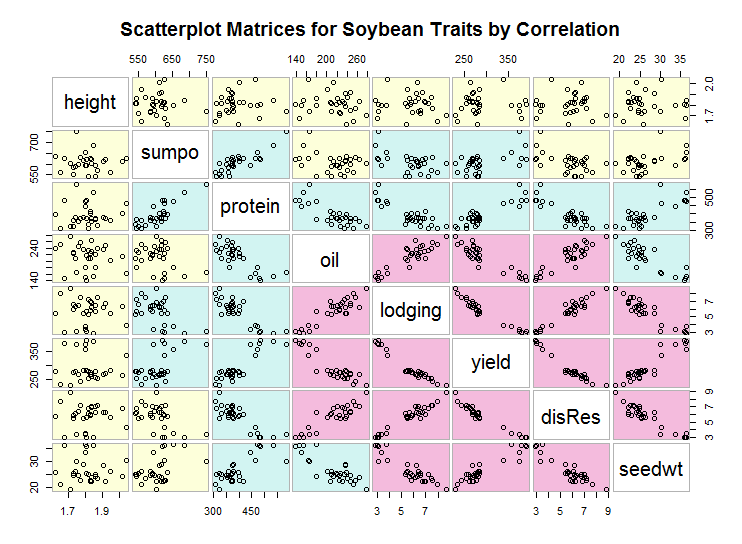 Scatterplot Matrices for Soybean Traits by Correlation
550 650 750 140 200 260 250 350 20 25 30 35
height 1.7 2.0
550 700 sumpo
protein 300 500
140 240 oil
lodging 3 5 7
250 350 yield
disRes 3 5 7 9
20 30 seedwt
1.7 1.9 300 450 3 5 7 3 5 7 9